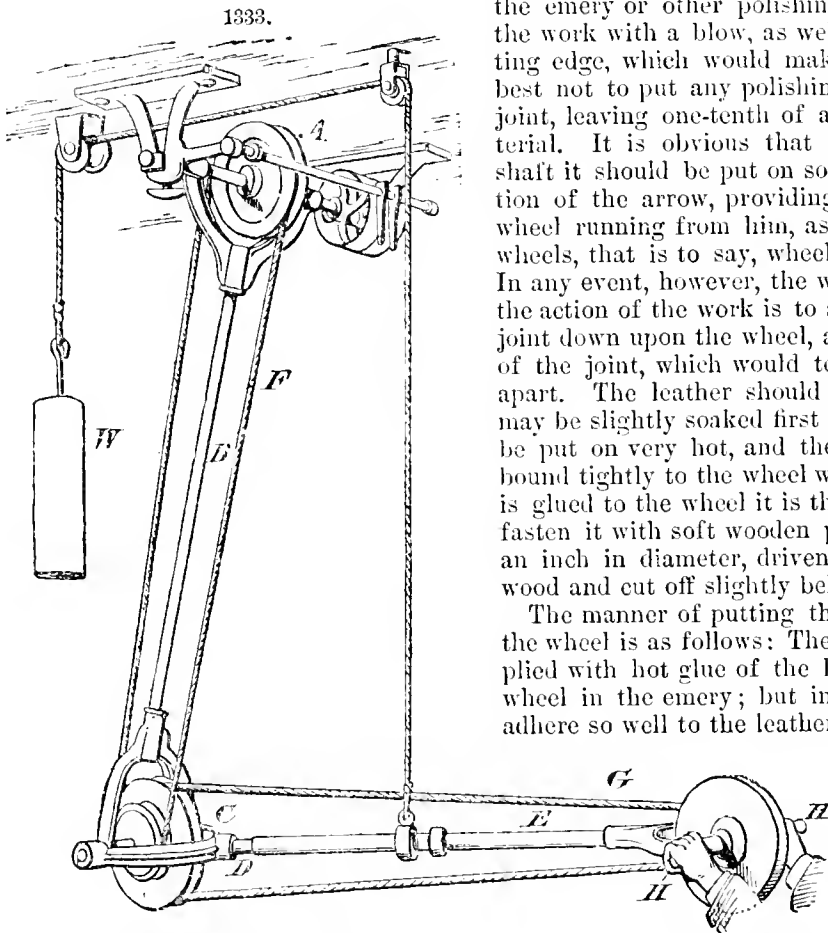 1333.
the emery or other polishin
the work with a blow, as we
ting edge, which would mak
best not to put any polishin
joint, leaving one-tenth of a
terial. It is obvious that
shaft it should be put on so
tion of the arrow, providing
wheel running from him, as
wheels, that is to say, wheel
In any event, however, the w
the action of the work is to
joint down upon the wheel, a
of the joint, which would te
apart. The leather should
may be slightly soaked first
be put on very hot, and the
bound tightly to the wheel w
is glued to the wheel it is th
fasten it with soft wooden p
an inch in diameter, driven
wood and cut off slightly be
The manner of putting th
the wheel is as follows: The
plied with hot glue of the
wheel in the emery; but in
adhere so well to the leather
A
F
W
G
C
E
H